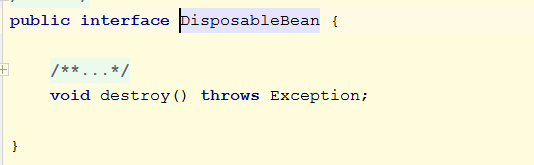 public interface DisposableBean {
/**...*/
void destroy() throws Exception;
}